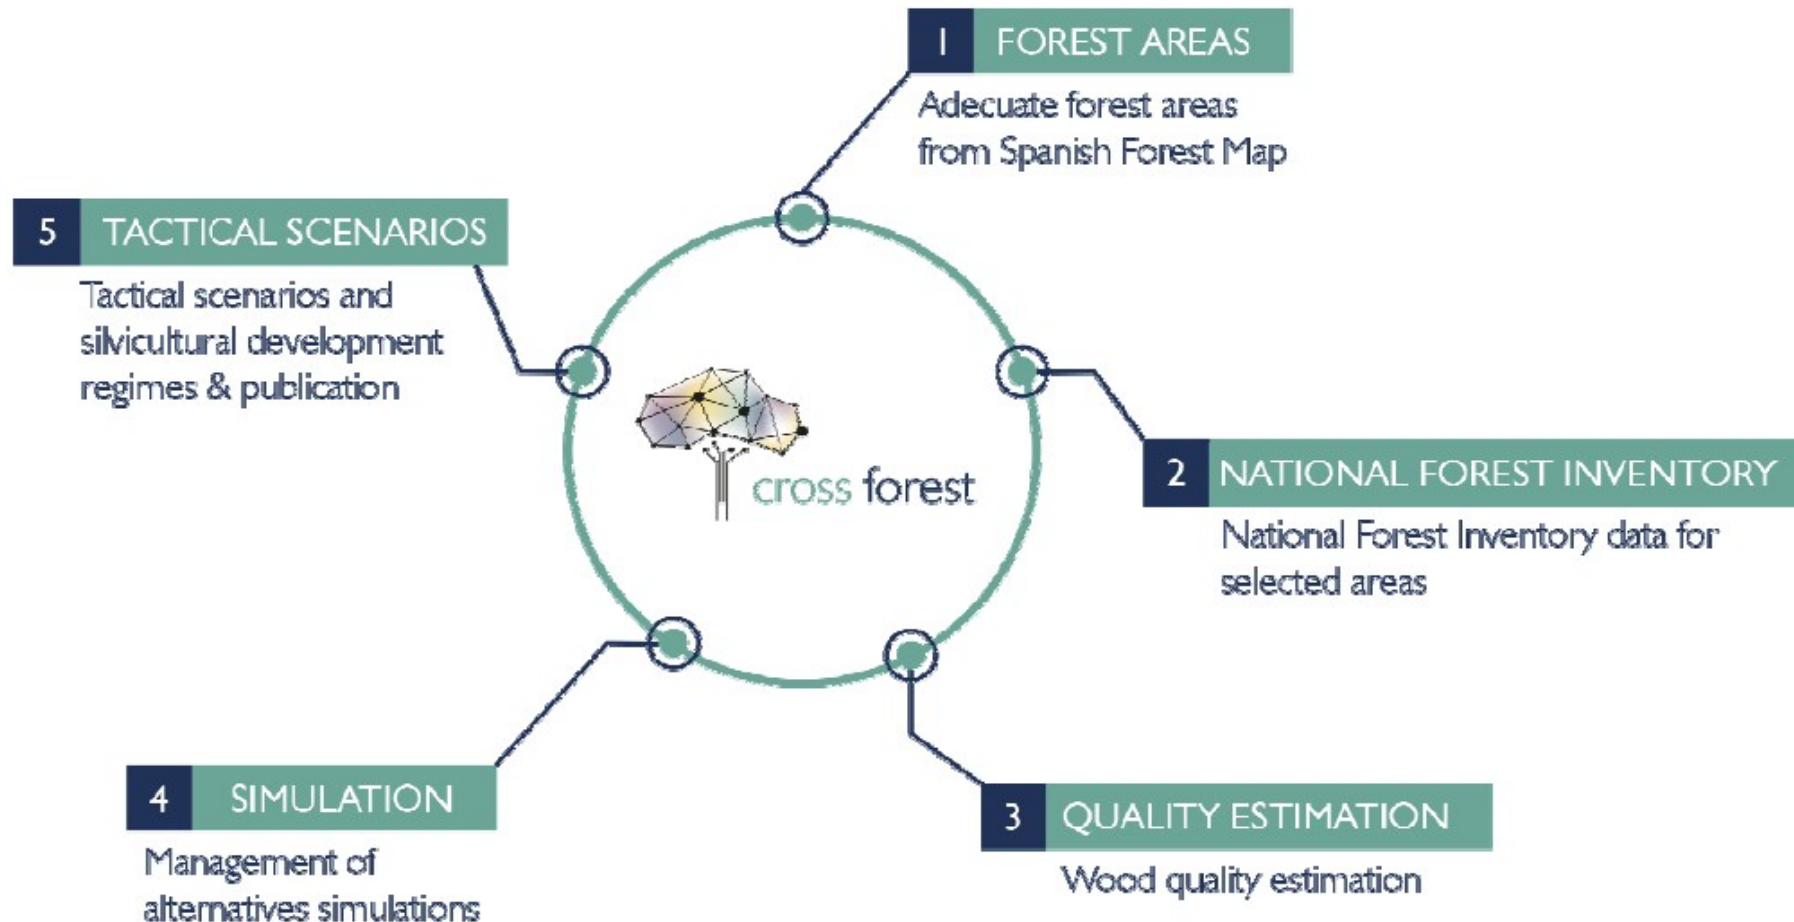 1 FOREST AREAS
Adecuate forest areas
from Spanish Forest Map
2 NATIONAL FOREST INVENTORY
National Forest Inventory data for
selected areas
3 QUALITY ESTIMATION
Wood quality estimation
4 SIMULATION
Management of
alternatives simulations
5 TACTICAL SCENARIOS
Tactical scenarios and
silvicultural development
regimes & publication
cross forest